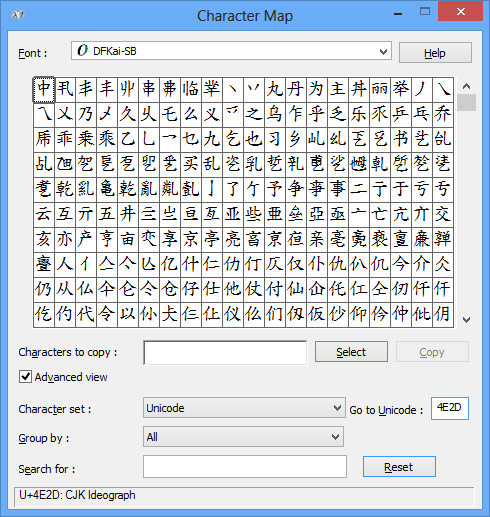 Character Map
Font :
O DFKai-SB
Help
中 丮 丯 丰 丱 串 丳 临 丵 丶 丷 丸 丹 为 主 丼 丽 举 丿 乀
乁 乂 乃 乄 久 乆 乇 么 义 乊 之 乌 乍 乎 乏 乐 乑 乒 乓 乔
乕 乖 乗 乘 乙 乚 乛 乜 九 乞 也 习 乡 乢 乣 乤 乥 书 乧 乨
乩 乪 乫 乬 乭 乮 乯 买 乱 乲 乳 乴 乵 乶 乷 乸 乹 乺 乻 乼
乽 乾 乿 亀 亁 亂 亃 亄 亅 了 亇 予 争 亊 事 二 亍 于 亏 亐
云 互 亓 五 井 亖 亗 亘 亙 亚 些 亜 亝 亞 亟 亠 亡 亢 亣 交
亥 亦 产 亨 亩 亪 享 京 亭 亮 亯 亰 亱 亲 亳 亴 亵 亶 亷 亸
亹 人 亻 亼 亽 亾 亿 什 仁 仂 仃 仄 仅 仆 仇 仈 仉 今 介 仌
仍 从 仏 仐 仑 仒 仓 仔 仕 他 仗 付 仙 仚 仛 仜 仝 仞 仟 仠
仡 仢 代 令 以 仦 仧 仨 仩 仪 仫 们 仭 仮 仯 仰 仱 仲 仳 仴
Characters to copy :
Select
Copy
Advanced view
Character set :
Unicode
Go to Unicode :
4E2D
Group by :
All
Search for :
Reset
U+4E2D: CJK Ideograph